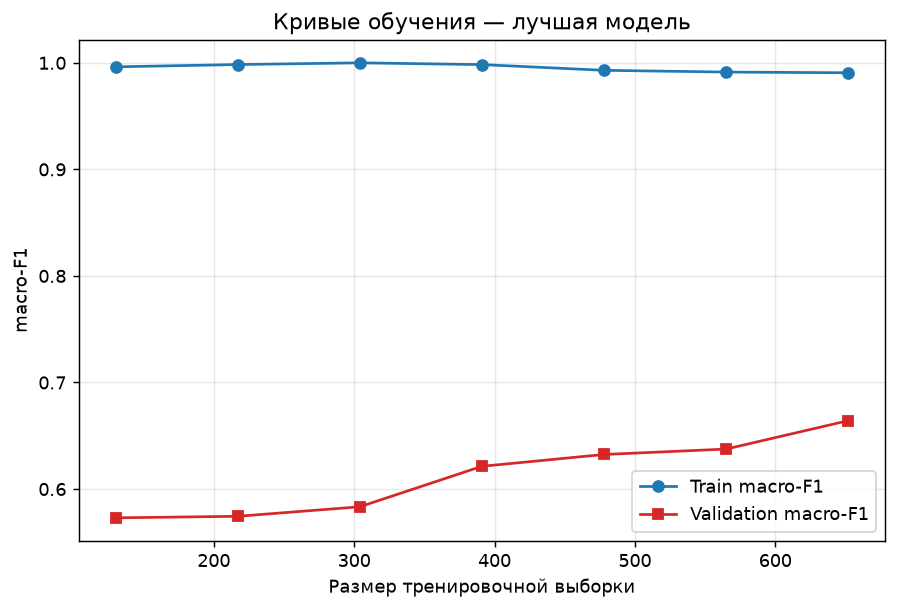 Кривые обучения — лучшая модель
macro-F1
1.0
0.9
0.8
0.7
0.6
200
300
400
500
600
Размер тренировочной выборки
Train macro-F1
Validation macro-F1